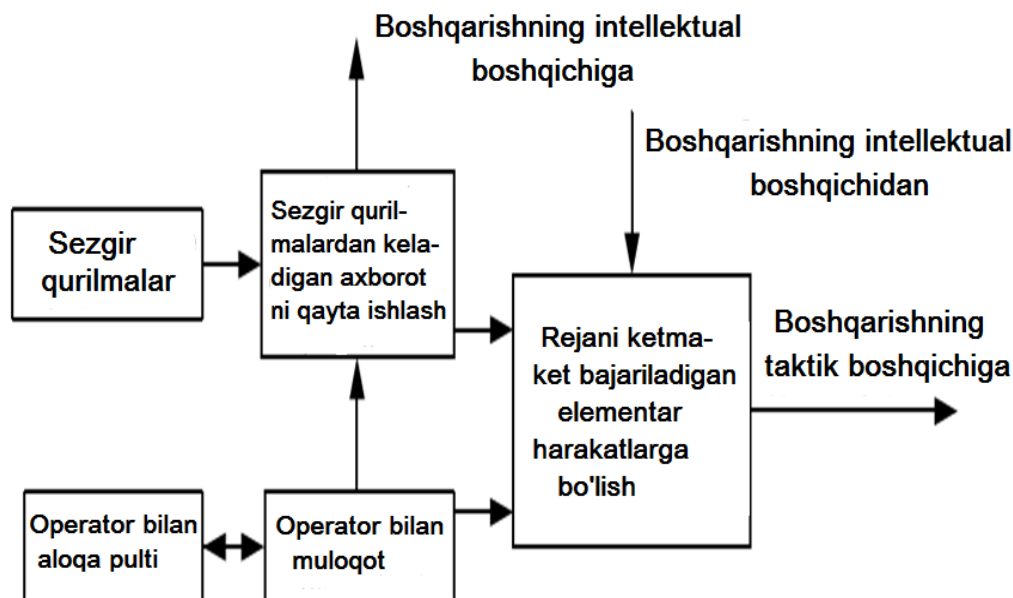 Boshqarishning intellektual
boshqichiga
Boshqarishning intellektual
boshqichidan
Sezgir
qurilmalar
Sezgir quril-
malardan kela-
digan axborot
ni qayta ishlash
Rejani ketma-
ket bajariladigan
elementar
harakatlarga
bo'lish
Boshqarishning
taktik boshqichiga
Operator bilan
aloqa pulti
Operator bilan
muloqot